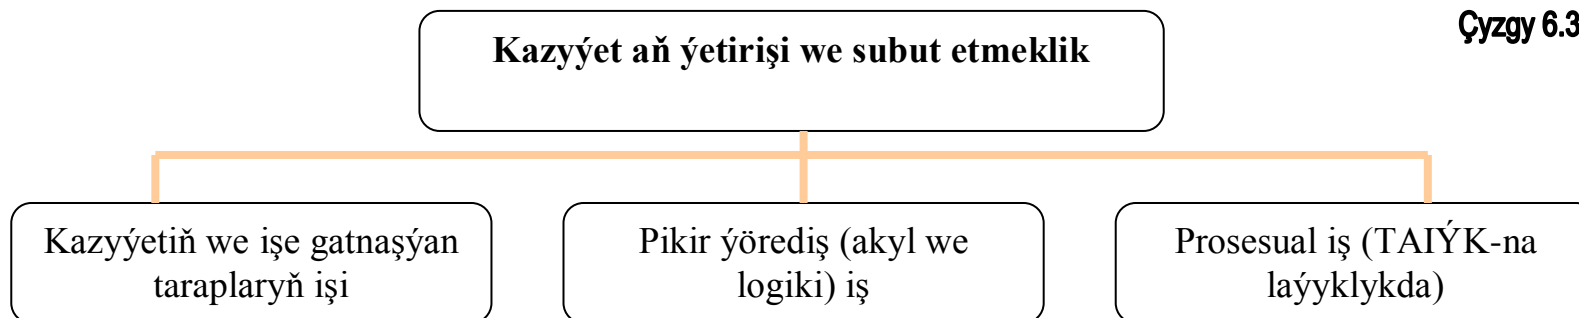 Çyzgy 6.3
Kazyýet aň ýetirişi we subut etmeklik
Kazyýetiň we işe gatnaşýan
taraplaryň işi
Pikir ýörediş (akyl we
logiki) iş
Prosesual iş (TAIÝK-na
laýyklykda)